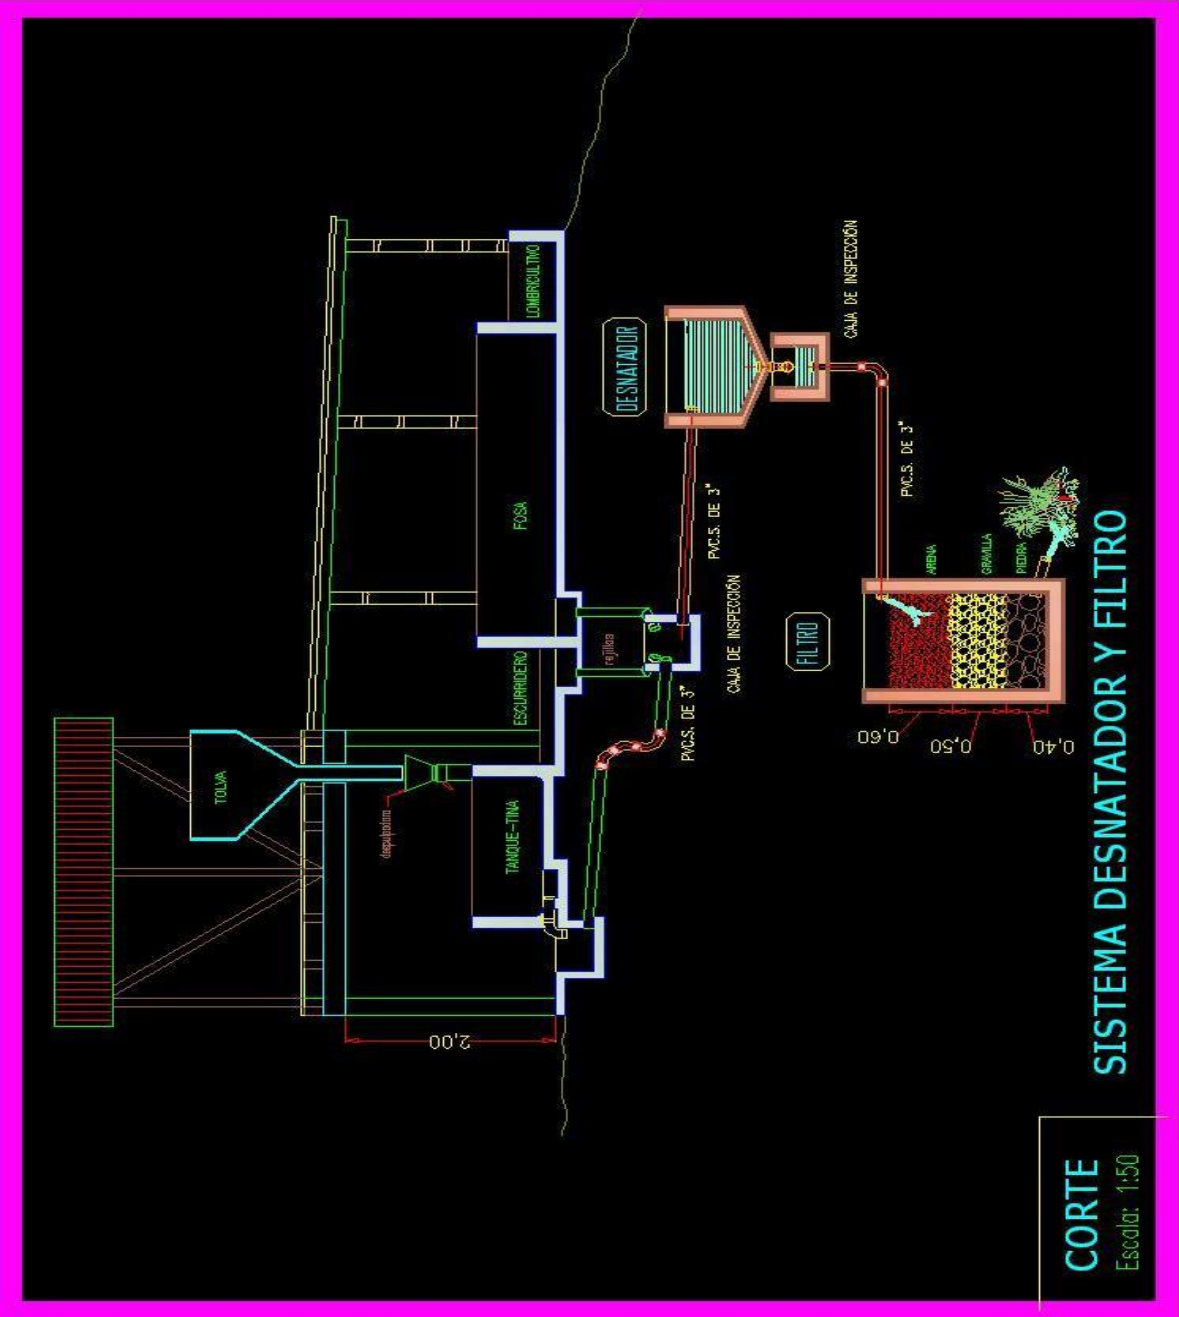 TOLVA
despulpadora
2,00
TANQUE-TINA
ESCURRIDERO
FOSA
LOMBRICULTIVO
rejillas
PVC.S. DE 3"
CAJA DE INSPECCIÓN
PVC.S. DE 3"
DESNATADOR
CAJA DE INSPECCIÓN
PVC.S. DE 3"
FILTRO
ARENA
GRAVILLA
PIEDRA
0,60
0,50
0,40
SISTEMA DESNATADOR Y FILTRO
CORTE
Escala: 1:50